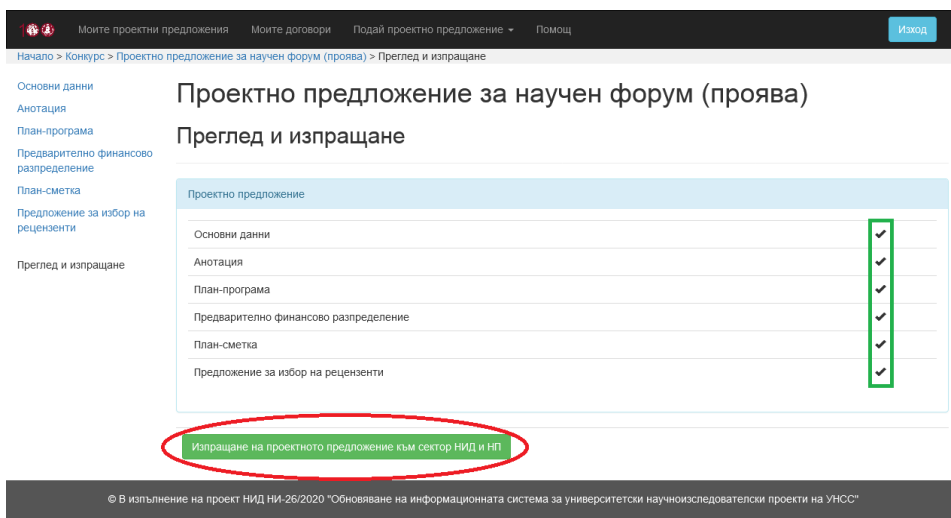 100 Моите проектни предложения Моите договори Подай проектно предложение Помощ Изход
Начало > Конкурс > Проектно предложение за научен форум (проява) > Преглед и изпращане
Основни данни
Анотация
План-програма
Предварително финансово
разпределение
План-сметка
Предложение за избор на
рецензенти
Преглед и изпращане
Проектно предложение за научен форум (проява)
Преглед и изпращане
Проектно предложение
Основни данни
Анотация
План-програма
Предварително финансово разпределение
План-сметка
Предложение за избор на рецензенти
Изпращане на проектното предложение към сектор НИД и НП
© В изпълнение на проект НИД НИ-26/2020 "Обновяване на информационната система за университетски научноизследователски проекти на УНСС"